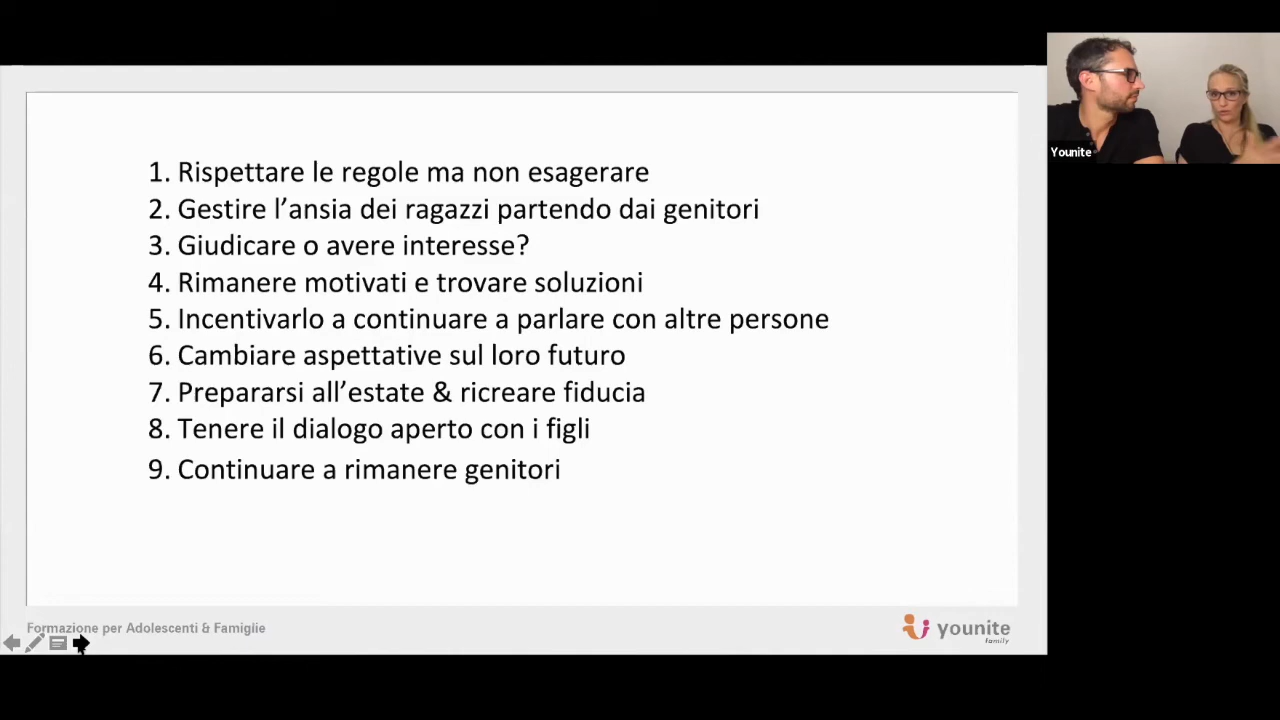 1. Rispettare le regole ma non esagerare
2. Gestire l’ansia dei ragazzi partendo dai genitori
3. Giudicare o avere interesse?
4. Rimanere motivati e trovare soluzioni
5. Incentivarlo a continuare a parlare con altre persone
6. Cambiare aspettative sul loro futuro
7. Prepararsi all’estate & ricreare fiducia
8. Tenere il dialogo aperto con i figli
9. Continuare a rimanere genitori
Formazione per Adolescenti & Famiglie
younite
family
Younite